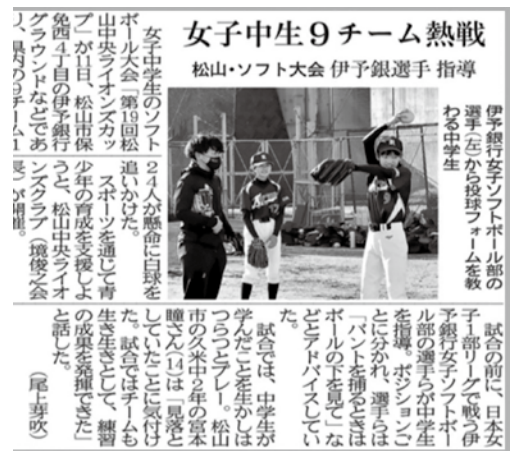 女子中生9チーム熱戦
松山・ソフト大会 伊予銀選手 指導
女子中学生のソフト
ボール大会「第19回松
山中央ライオンズカッ
プ」が11日、松山市保
免西4丁目の伊予銀行
グラウンドなどであ
り、県内の9チーム1
24人が懸命に白球を
追いかけた。
スポーツを通じて青
少年の育成を支援しよ
うと、松山中央ライオ
ンズクラブ(境俊之会
長)が開催。
伊予銀行女子ソフトボール部の
選手(左)から投球フォームを教
わる中学生
試合の前に、日本女
子1部リーグで戦う伊
予銀行女子ソフトボー
ル部の選手らが中学生
を指導。ポジションご
とに分かれ、選手らは
「バントを捕るときは
ボールの下を見て」な
どとアドバイスしてい
た。
試合では、中学生が
学んだことを生かしは
つらつとプレー。松山
市の久米中2年の宮本
瞳さん(14)は「見落と
していたことに気付け
た。試合ではチームも
生き生きとして、練習
の成果を発揮できた」
と話した。
(尾上芽吹)